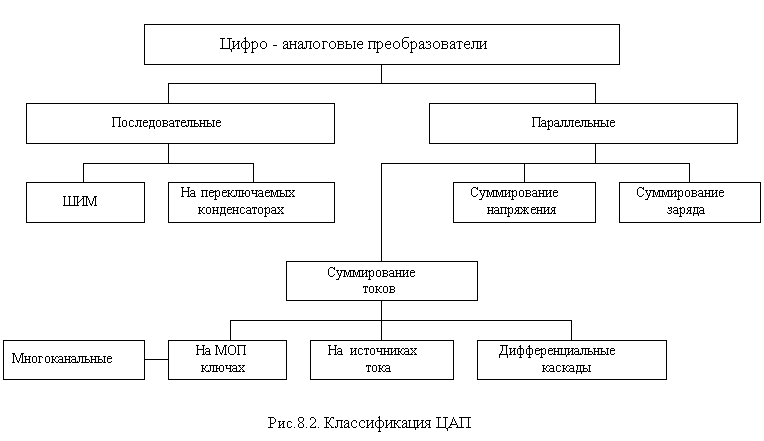 Цифро - аналоговые преобразователи
Последовательные
Параллельные
ШИМ
На переключаемых
конденсаторах
Суммирование
напряжения
Суммирование
заряда
Суммирование
токов
Многоканальные
На МОП
ключах
На источниках
тока
Дифференциальные
каскады
Рис.8.2. Классификация ЦАП